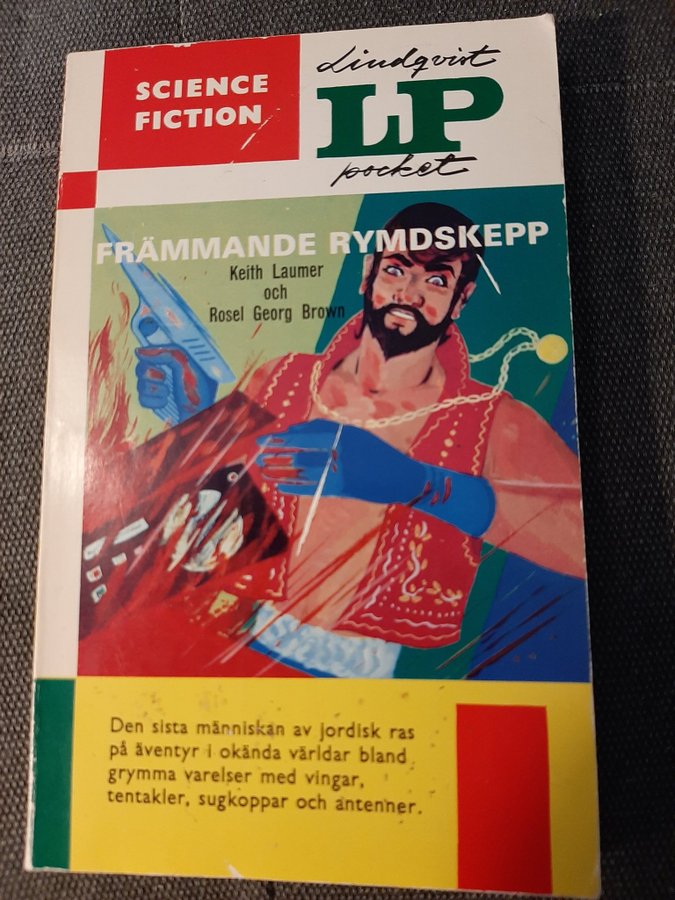 SCIENCE
FICTION
Lindqvist
LP
pocket
FRÄMMANDE RYMDSKEPP
Keith Laumer
och
Rosel Georg Brown
Den sista människan av jordisk ras
på äventyr i okända världar bland
grymma varelser med vingar,
tentakler, sugkoppar och antenner.